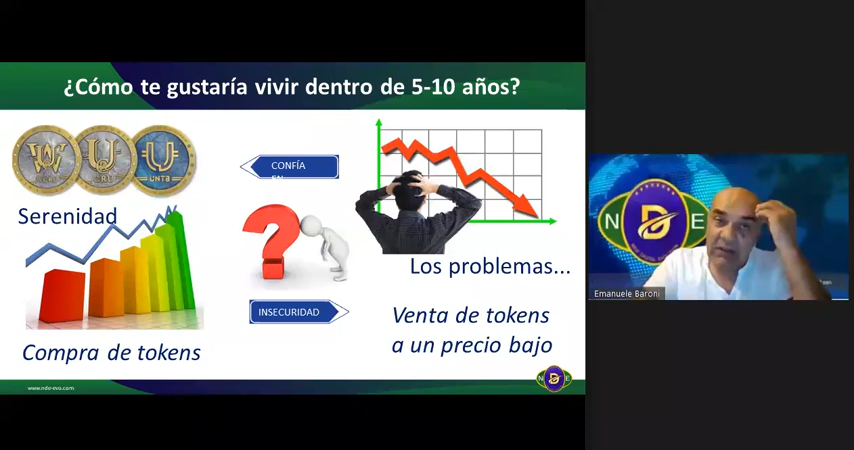 ¿Cómo te gustaría vivir dentro de 5-10 años?
UNTB
Serenidad
CONFÍA
INSECURIDAD
Los problemas...
Compra de tokens
Venta de tokens
a un precio bajo
www.ndo-evo.com
N D E
N D E
Emanuele Baroni